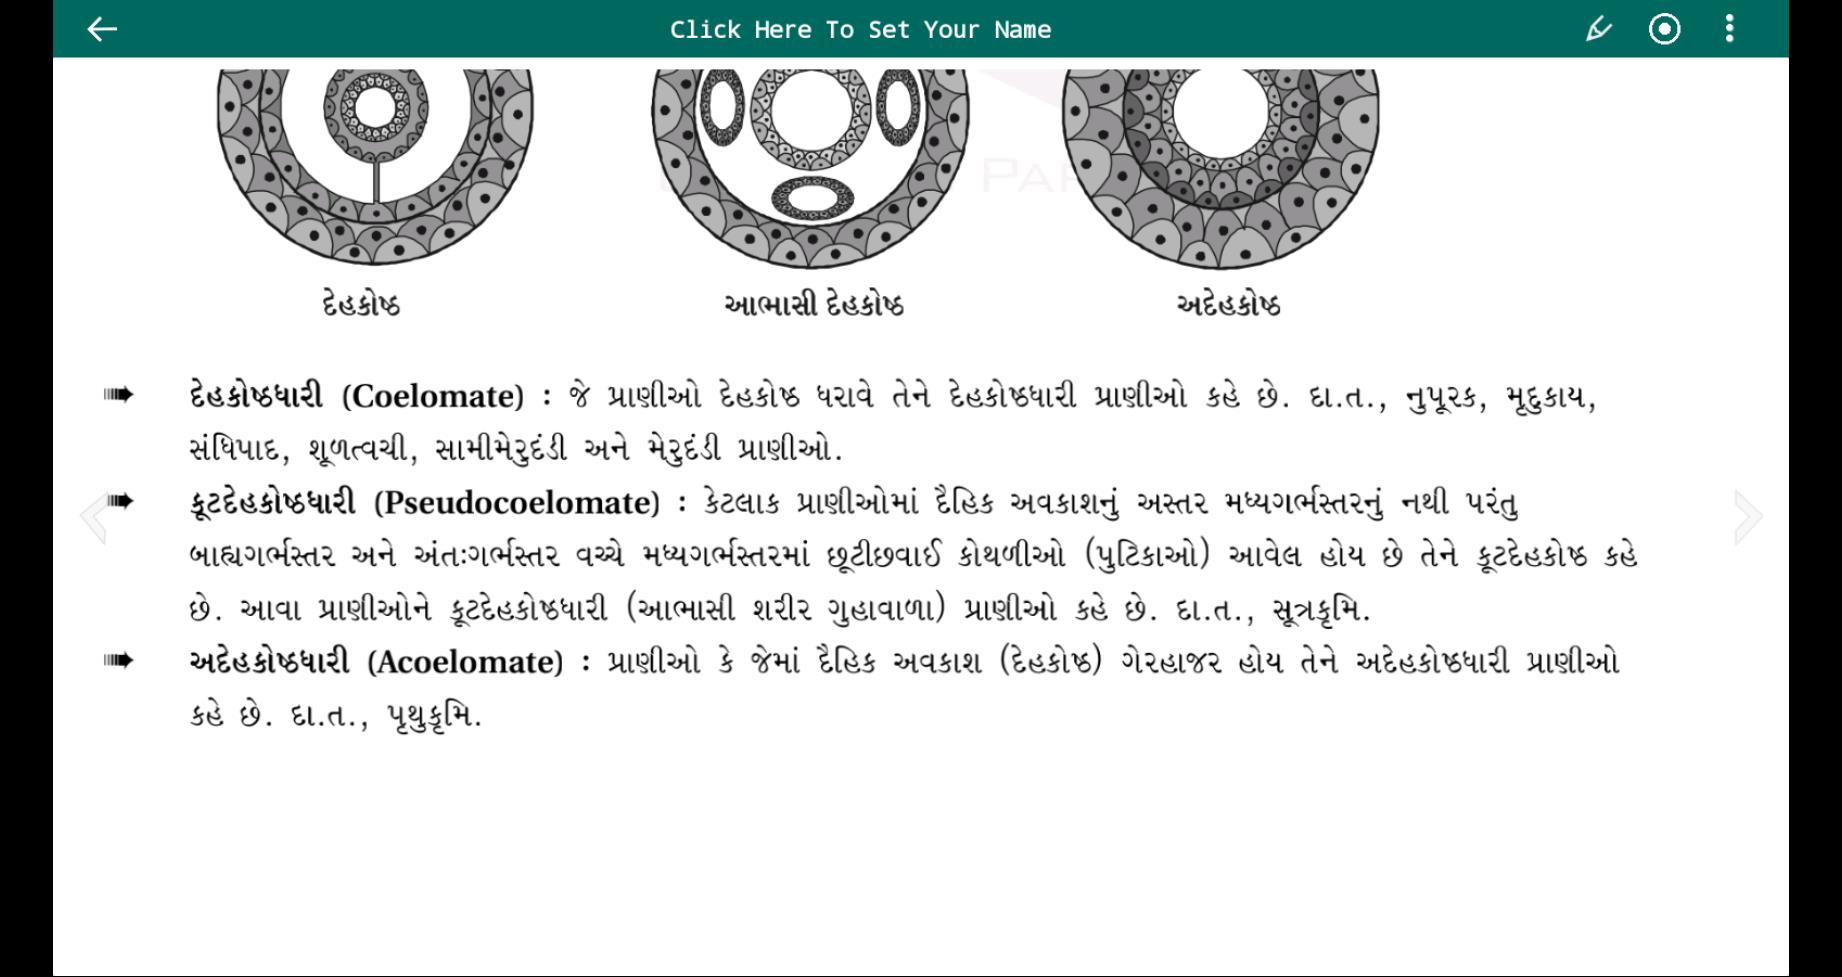 Click Here To Set Your Name
PAP
દેહકોષ્ઠ
આભાસી દેહકોષ્ઠ
અદેહકોષ્ઠ
દેહકોષ્ઠધારી (Coelomate) : જે પ્રાણીઓ દેહકોષ્ઠ ધરાવે તેને દેહકોષ્ઠધારી પ્રાણીઓ કહે છે. દા.ત., નુપૂરક, મૃદુકાય,
સંધિપાદ, શૂળત્વચી, સામીમેરુદંડી અને મેરુદંડી પ્રાણીઓ.
કૂટદેહકોષ્ઠધારી (Pseudocoelomate) : કેટલાક પ્રાણીઓમાં દૈહિક અવકાશનું અસ્તર મધ્યગર્ભસ્તરનું નથી પરંતુ
બાહ્યગર્ભસ્તર અને અંતઃગર્ભસ્તર વચ્ચે મધ્યગર્ભસ્તરમાં છૂટીછવાઈ કોથળીઓ (પુટિકાઓ) આવેલ હોય છે તેને કૂટદેહકોષ્ઠ કહે
છે. આવા પ્રાણીઓને કૂટદેહકોષ્ઠધારી (આભાસી શરીર ગુહાવાળા) પ્રાણીઓ કહે છે. દા.ત., સૂત્રકૃમિ.
અદેહકોષ્ઠધારી (Acoelomate) : પ્રાણીઓ કે જેમાં દૈહિક અવકાશ (દેહકોષ્ઠ) ગેરહાજર હોય તેને અદેહકોષ્ઠધારી પ્રાણીઓ
કહે છે. દા.ત., પૃથુકૃમિ.